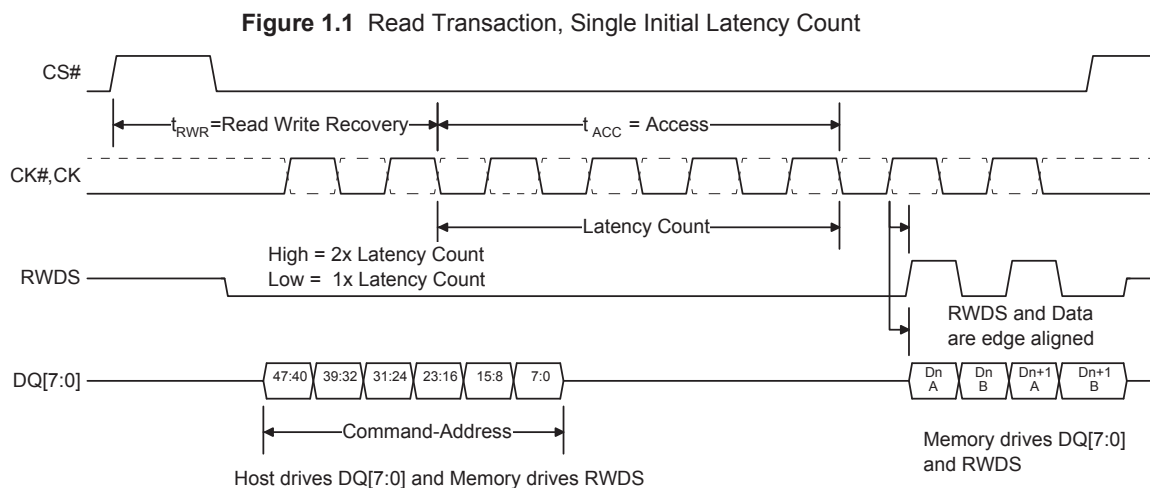 Figure 1.1 Read Transaction, Single Initial Latency Count
CS#
tRWR=Read Write Recovery
tACC = Access
CK#,CK
Latency Count
High = 2x Latency Count
Low = 1x Latency Count
RWDS
RWDS and Data
are edge aligned
DQ[7:0]
47:40 39:32 31:24 23:16 15:8 7:0
Dn Dn Dn+1 Dn+1
A B A B
Command-Address
Memory drives DQ[7:0]
and RWDS
Host drives DQ[7:0] and Memory drives RWDS